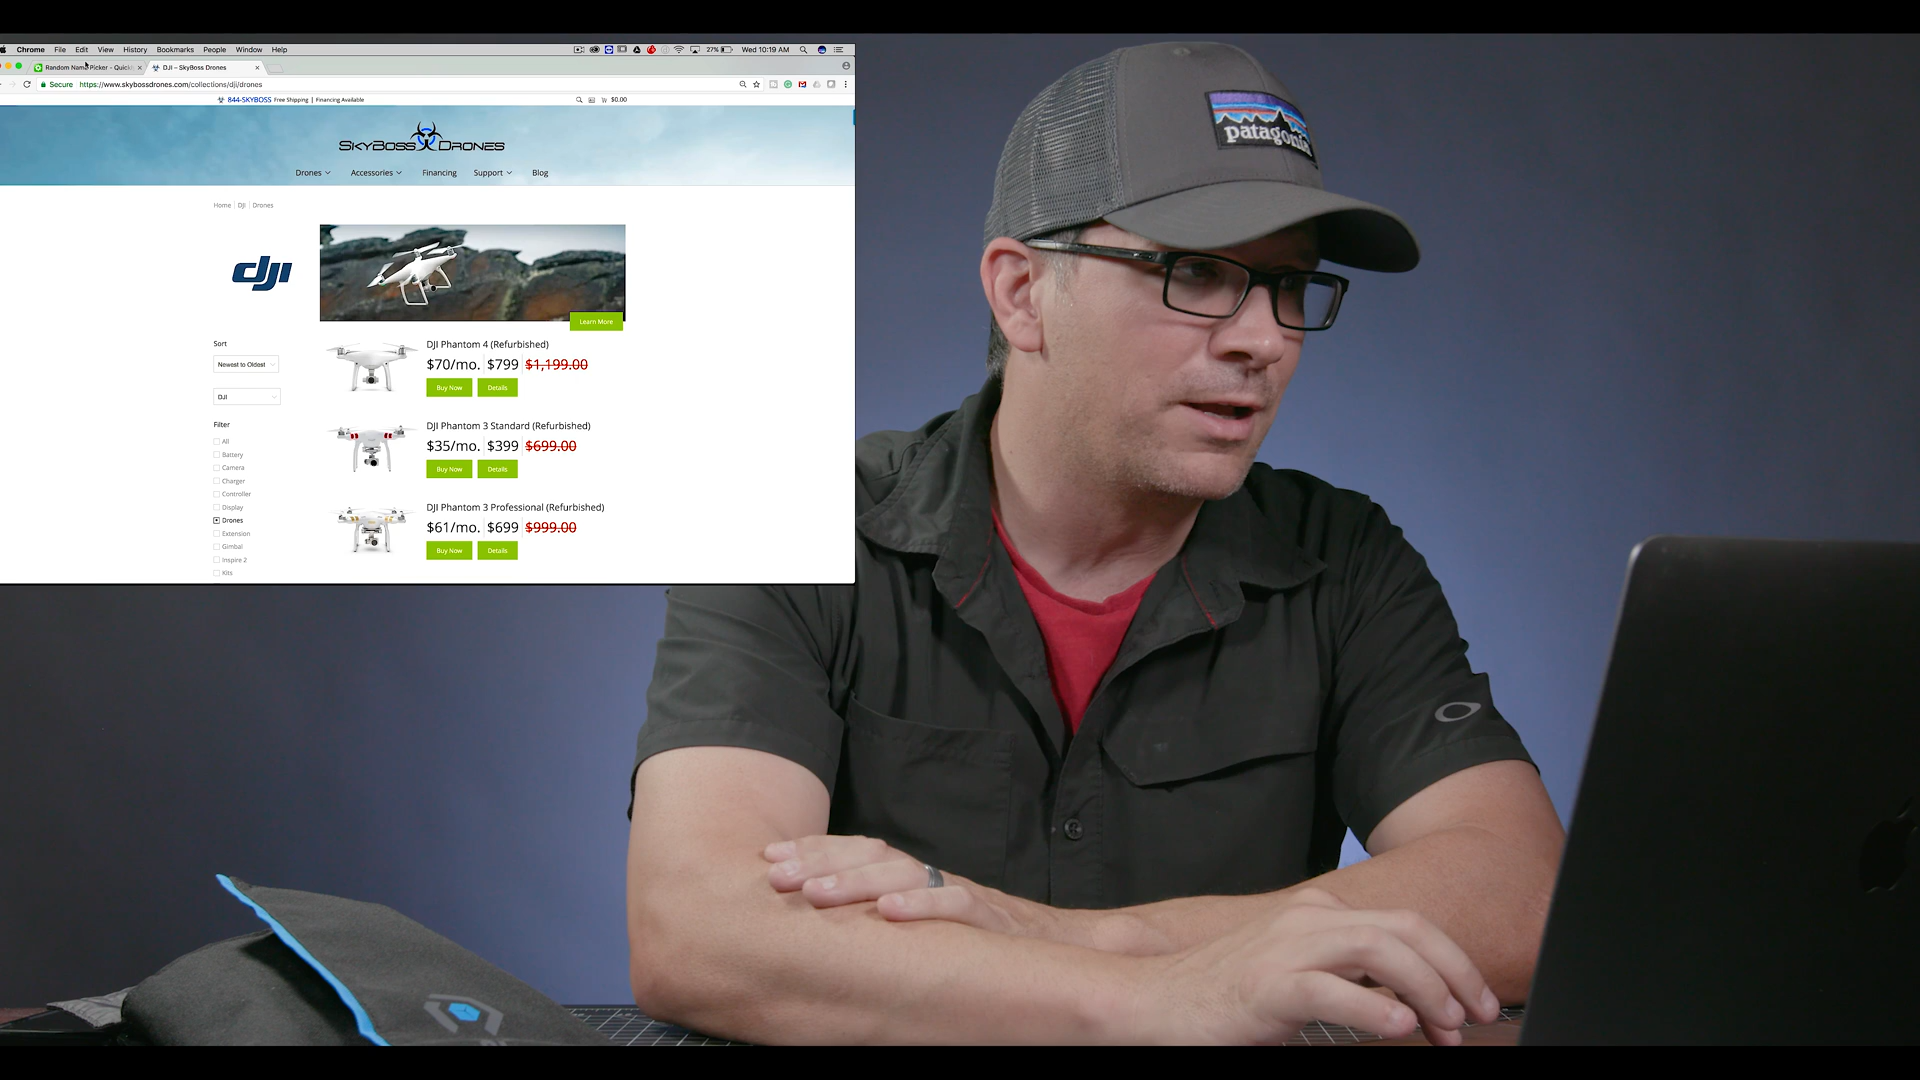 Chrome File Edit View History Bookmarks People Window Help 27% Wed 10:19 AM
Random Name Picker - Quickl DJI – SkyBoss Drones
Secure https://www.skybossdrones.com/collections/dji/drones
844-SKYBOSS Free Shipping | Financing Available $0.00
SKYBOSS DRONES
Drones Accessories Financing Support Blog
Home DJI Drones
dji
Learn More
Sort
Newest to Oldest
DJI
Filter
All
Battery
Camera
Charger
Controller
Display
Drones
Extension
Gimbal
Inspire 2
Kits
DJI Phantom 4 (Refurbished)
$70/mo. $799 $1,199.00
Buy Now Details
DJI Phantom 3 Standard (Refurbished)
$35/mo. $399 $699.00
Buy Now Details
DJI Phantom 3 Professional (Refurbished)
$61/mo. $699 $999.00
Buy Now Details
patagonia